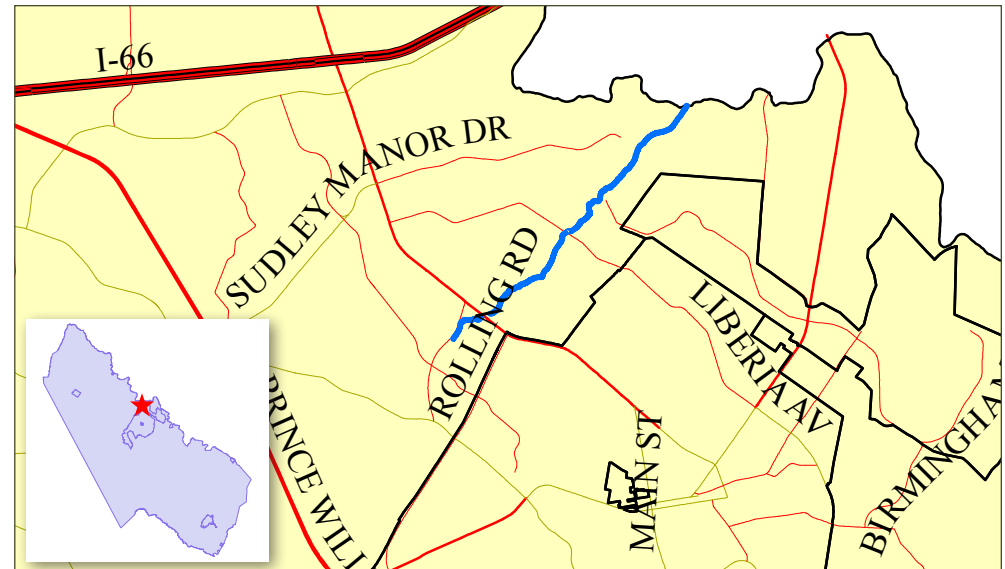 I-66
SUDLEY MANOR DR
ROLLING RD
LIBERIA AV
PRINCE WILL
MAIN ST
BIRMINGHAM